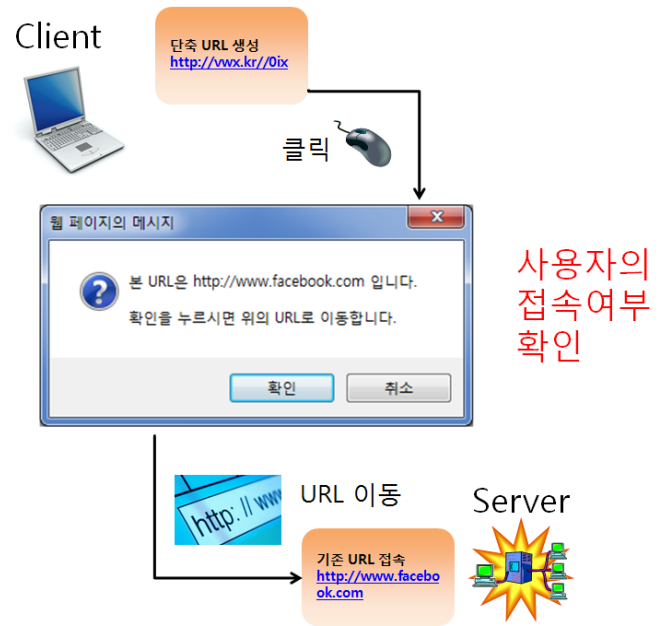 Client
단축 URL 생성
http://vwx.kr//0ix
클릭
웹 페이지의 메시지
본 URL은 http://www.facebook.com 입니다.
확인을 누르시면 위의 URL로 이동합니다.
확인
취소
사용자의
접속여부
확인
http: // www
URL 이동
Server
기존 URL 접속
http://www.facebo
ok.com